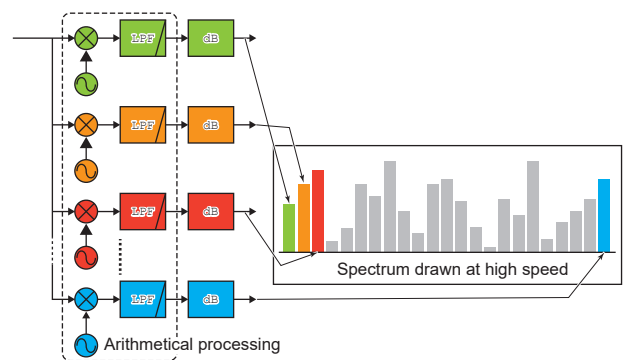 LPF dB
LPF dB
LPF dB
Spectrum drawn at high speed
LPF dB
Arithmetical processing